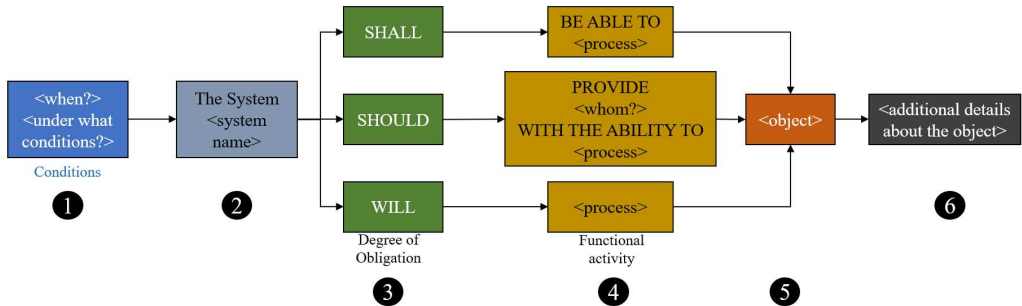 <when?>
<under what
conditions?>
Conditions
1
The System
<system
name>
2
SHALL
SHOULD
WILL
Degree of
Obligation
3
BE ABLE TO
<process>
PROVIDE
<whom?>
WITH THE ABILITY TO
<process>
<process>
Functional
activity
4
<object>
5
<additional details
about the object>
6